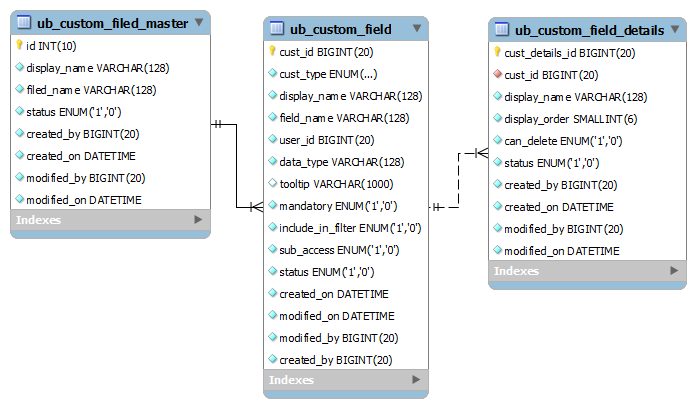 ub_custom_filed_master
id INT(10)
display_name VARCHAR(128)
filed_name VARCHAR(128)
status ENUM('1','0')
created_by BIGINT(20)
created_on DATETIME
modified_by BIGINT(20)
modified_on DATETIME
Indexes
ub_custom_field
cust_id BIGINT(20)
cust_type ENUM(...)
display_name VARCHAR(128)
field_name VARCHAR(128)
user_id BIGINT(20)
data_type VARCHAR(128)
tooltip VARCHAR(1000)
mandatory ENUM('1','0')
include_in_filter ENUM('1','0')
sub_access ENUM('1','0')
status ENUM('1','0')
created_on DATETIME
modified_on DATETIME
modified_by BIGINT(20)
created_by BIGINT(20)
Indexes
ub_custom_field_details
cust_details_id BIGINT(20)
cust_id BIGINT(20)
display_name VARCHAR(128)
display_order SMALLINT(6)
can_delete ENUM('1','0')
status ENUM('1','0')
created_by BIGINT(20)
created_on DATETIME
modified_by BIGINT(20)
modified_on DATETIME
Indexes